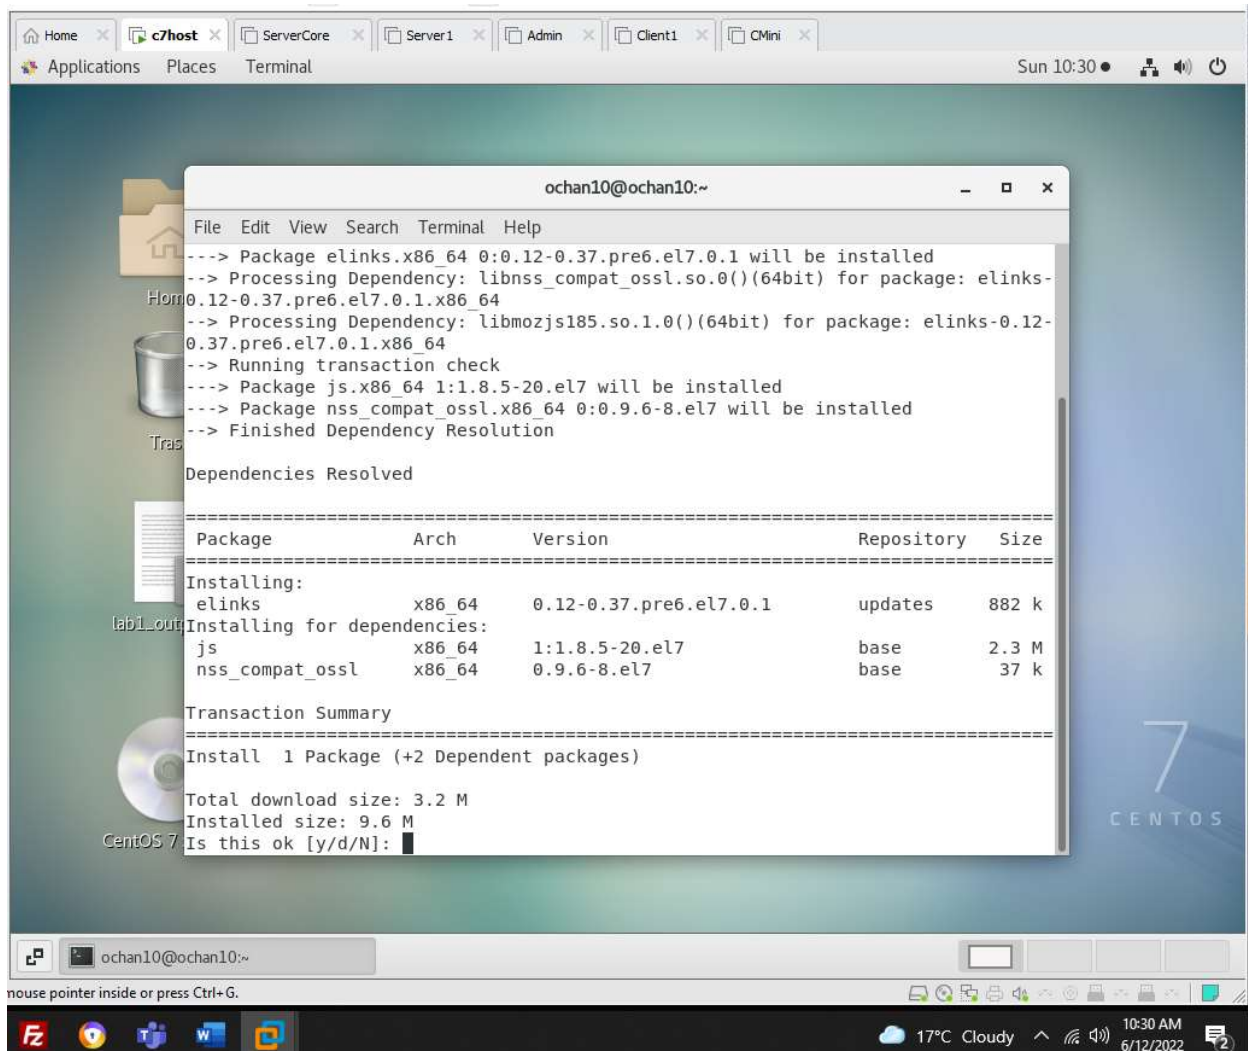 Home
c7host
ServerCore
Server1
Admin
Client1
CMini
Applications Places Terminal
Sun 10:30
ochan10@ochan10:~
File Edit View Search Terminal Help
---> Package elinks.x86_64 0:0.12-0.37.pre6.el7.0.1 will be installed
--> Processing Dependency: libnss_compat_ossl.so.0()(64bit) for package: elinks-
0.12-0.37.pre6.el7.0.1.x86_64
--> Processing Dependency: libmozjs185.so.1.0()(64bit) for package: elinks-0.12-
0.37.pre6.el7.0.1.x86_64
--> Running transaction check
---> Package js.x86_64 1:1.8.5-20.el7 will be installed
---> Package nss_compat_ossl.x86_64 0:0.9.6-8.el7 will be installed
--> Finished Dependency Resolution
Dependencies Resolved
================================================================================
Package Arch Version Repository Size
================================================================================
Installing:
elinks x86_64 0.12-0.37.pre6.el7.0.1 updates 882 k
Installing for dependencies:
js x86_64 1:1.8.5-20.el7 base 2.3 M
nss_compat_ossl x86_64 0.9.6-8.el7 base 37 k
Transaction Summary
================================================================================
Install 1 Package (+2 Dependent packages)
Total download size: 3.2 M
Installed size: 9.6 M
Is this ok [y/d/N]:
Hom
Tras
lab1_out
CentOS 7
7
CENTOS
ochan10@ochan10:~
mouse pointer inside or press Ctrl+G.
17°C Cloudy
10:30 AM
6/12/2022
2